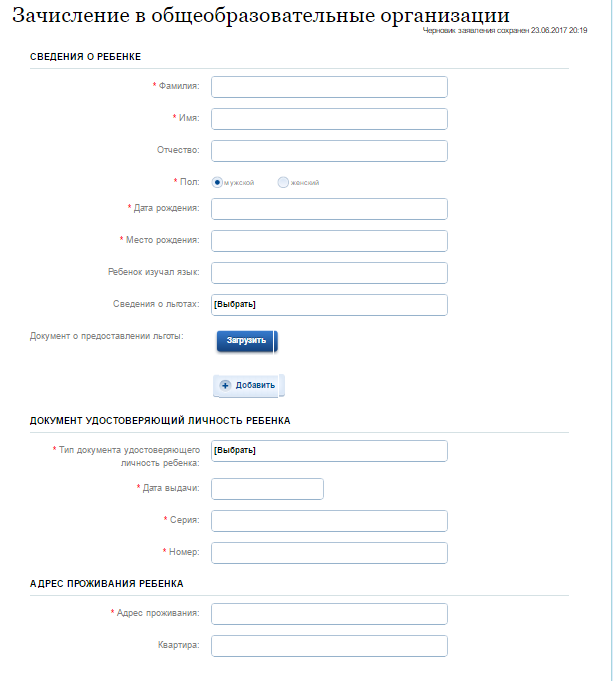 Зачисление в общеобразовательные организации
Черновик заявления сохранен 23.06.2017 20:19
СВЕДЕНИЯ О РЕБЕНКЕ
* Фамилия:
* Имя:
Отчество:
* Пол: мужской женский
* Дата рождения:
* Место рождения:
Ребенок изучал язык:
Сведения о льготах: [Выбрать]
Документ о предоставлении льготы: Загрузить
+ Добавить
ДОКУМЕНТ УДОСТОВЕРЯЮЩИЙ ЛИЧНОСТЬ РЕБЕНКА
* Тип документа удостоверяющего [Выбрать]
личность ребенка:
* Дата выдачи:
* Серия:
* Номер:
АДРЕС ПРОЖИВАНИЯ РЕБЕНКА
* Адрес проживания:
Квартира: